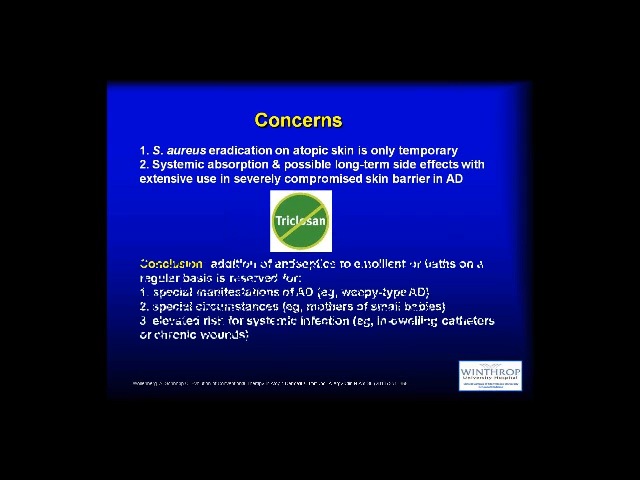 Concerns
1. S. aureus eradication on atopic skin is only temporary
2. Systemic absorption & possible long-term side effects with
extensive use in severely compromised skin barrier in AD
Triclosan
Conclusion: addition of antiseptics to emollient or baths on a
regular basis is reserved for:
1. special manifestations of AD (eg, weepy-type AD)
2. special circumstances (eg, mothers of small babies)
3. elevated risk for systemic infection (eg, in-dwelling catheters
or chronic wounds)
WINTHROP
University Hospital